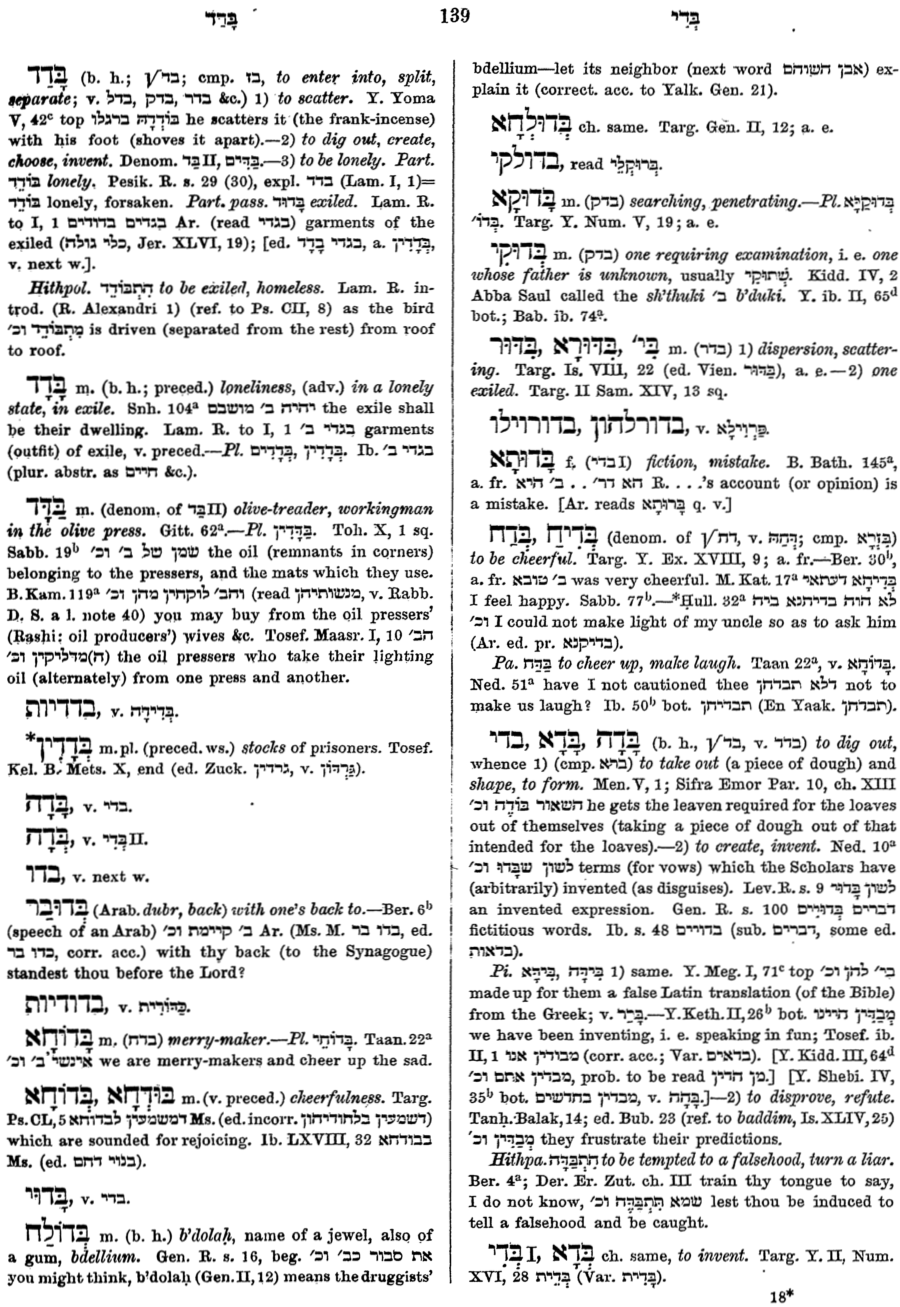 בָּדַד
139
בְּדִי
בָּדַד (b. h.; √בד; cmp. בז, to enter into, split,
separate; v. בדל, בדק, בדר &c.) 1) to scatter. Y. Yoma
V, 42c top בּוֹדְדָהּ ברגלו he scatters it (the frank-incense)
with his foot (shoves it apart).—2) to dig out, create,
choose, invent. Denom. בַּד II, בַּדִּים.—3) to be lonely. Part.
בּוֹדֵד lonely. Pesik. R. s. 29 (30), expl. בדד (Lam. I, 1)=
בודד lonely, forsaken. Part. pass. בָּדוּד exiled. Lam. R.
to I, 1 בגדים בדודים Ar. (read בגדי) garments of the
exiled (כלי גולה, Jer. XLVI, 19); [ed. בגדי בָדָד, a. בְּדָדִין,
v. next w.].
Hithpol. הִתְבּוֹדֵד to be exiled, homeless. Lam. R. in-
trod. (R. Alexandri 1) (ref. to Ps. CII, 8) as the bird
מִתְבּוֹדֵד וכ' is driven (separated from the rest) from roof
to roof.
בָּדָד m. (b. h.; preced.) loneliness, (adv.) in a lonely
state, in exile. Snh. 104a יהיה ב' מושבם the exile shall
be their dwelling. Lam. R. to I, 1 בגדי ב' garments
(outfit) of exile, v. preced.—Pl. בְּדָדִים, בְּדָדִין. Ib. בגדי ב'
(plur. abstr. as חיים &c.).
בַּדָּד m. (denom. of בַּד II) olive-treader, workingman
in the olive press. Gitt. 62a.—Pl. בַּדָּדִין. Toh. X, 1 sq.
Sabb. 19b שמן של ב' וכ' the oil (remnants in corners)
belonging to the pressers, and the mats which they use.
B. Kam. 119a וחב' לוקחין מהן וכ' (read מנשותיהן, v. Rabb.
D. S. a l. note 40) you may buy from the oil pressers'
(Rashi: oil producers') wives &c. Tosef. Maasr. I, 10 חב'
(ח)מדליקין וכ' the oil pressers who take their lighting
oil (alternately) from one press and another.
בדדיות, v. בְּדִידָה.
*בְּדָדִין m. pl. (preced. ws.) stocks of prisoners. Tosef.
Kel. B. Mets. X, end (ed. Zuck. גרדין, v. פַּרְדּוֹן).
בָּדָה, v. בדי.
בְּדָה, v. בְּדִי II.
בדו, v. next w.
בְּדוּבַר (Arab. dubr, back) with one's back to.—Ber. 6b
(speech of an Arab) ב' קיימת וכ' Ar. (Ms. M. בדו בר, ed.
כדו בר, corr. acc.) with thy back (to the Synagogue)
standest thou before the Lord?
בדודיות, v. כַּדּוּרִית.
בָּדוֹחָא m. (בדח) merry-maker.—Pl. בָּדוֹחֵי. Taan. 22a
אינשי ב' וכ' we are merry-makers and cheer up the sad.
בְּדוֹחָא, בּוּדְחָא m. (v. preced.) cheerfulness. Targ.
Ps. CL, 5 דמשמעין לבדוחא Ms. (ed. incorr. דשמעין בלחודיהון)
which are sounded for rejoicing. Ib. LXVIII, 32 בבודחא
Ms. (ed. בנוי דחם).
בָּדוּי, v. בדי.
בְּדוֹלַח m. (b. h.) b'dolaḥ, name of a jewel, also of
a gum, bdellium. Gen. R. s. 16, beg. את סבור כב' וכ'
you might think, b'dolaḥ (Gen. II, 12) means the druggists'
bdellium—let its neighbor (next word אבן השוהם) ex-
plain it (correct. acc. to Yalk. Gen. 21).
בְּדוּלְחָא ch. same. Targ. Gen. II, 12; a. e.
בדולקי, read בְּרוּקְלֵי.
בָּדוֹקָא m. (בדק) searching, penetrating.—Pl. בָּדוֹקַיָּא,
בְּדוֹ'. Targ. Y. Num. V, 19; a. e.
בְּדוּקִי m. (בדק) one requiring examination, i. e. one
whose father is unknown, usually שְׁתוּקִי. Kidd. IV, 2
Abba Saul called the sh'thuki ב' b'duki. Y. ib. II, 65d
bot.; Bab. ib. 74a.
בִּדּוּר, בִּדּוּרָא, בִּי' m. (בדר) 1) dispersion, scatter-
ing. Targ. Is. VIII, 22 (ed. Vien. בַּדּוּרֵי), a. e.—2) one
exiled. Targ. II Sam. XIV, 13 sq.
בדורלתון, בדורוילו, v. פְּרְוִילָא.
בָּדוּתָא f. (בדי I) fiction, mistake. B. Bath. 145a,
a. fr. הא דר' . . ב' היא R. . . .'s account (or opinion) is
a mistake. [Ar. reads בָּרוּתָא q. v.]
בְּדַח, בְּדִיחַ (denom. of √דח, v. חדה; cmp. בְּזָרָא)
to be cheerful. Targ. Y. Ex. XVIII, 9; a. fr.—Ber. 30b,
a. fr. ב' טובא was very cheerful. M. Kat. 17a בְּדִיחָא דעתאי
I feel happy. Sabb. 77b.—*Ḥull. 32a לא הוה בדיתנא ביה
וכ' I could not make light of my uncle so as to ask him
(Ar. ed. pr. בדיקנא).
Pa. בַּדַּח to cheer up, make laugh. Taan 22a, v. בָּדוֹחָא.
Ned. 51a have I not cautioned thee דלא תבדחן not to
make us laugh? Ib. 50b bot. תבדיתן (En Yaak. תבדחן).
בָּדָה, בָּדָא, בדי (b. h., √בד, v. בדד) to dig out,
whence 1) (cmp. ברא) to take out (a piece of dough) and
shape, to form. Men. V, 1; Sifra Emor Par. 10, ch. XIII
השאור בּוֹדֶה וכ' he gets the leaven required for the loaves
out of themselves (taking a piece of dough out of that
intended for the loaves).—2) to create, invent. Ned. 10a
לשון שבָּדוּ וכ' terms (for vows) which the Scholars have
(arbitrarily) invented (as disguises). Lev. R. s. 9 לשון בָּדוּי
an invented expression. Gen. R. s. 100 דברים בְּדוּיִים
fictitious words. Ib. s. 48 בדויים (sub. דברים, some ed.
בדאות).
Pi. בִּידָּה, בִּידָּא 1) same. Y. Meg. I, 71c top בי' להן וכ'
made up for them a false Latin translation (of the Bible)
from the Greek; v. בִּרֵר.—Y. Keth. II, 26b bot. מְבַדִּין היינו
we have been inventing, i. e. speaking in fun; Tosef. ib.
II, 1 מבודין אנו (corr. acc.; Var. בדאים). [Y. Kidd. III, 64d
מבדין אתם וכ', prob. to be read מן הדין.] [Y. Shebi. IV,
35b bot. מבדין בחדשים, v. בָּחַח.]—2) to disprove, refute.
Tanḥ. Balak, 14; ed. Bub. 23 (ref. to baddim, Is. XLIV, 25)
מְבַדִּין וכ' they frustrate their predictions.
Hithpa. הִתְבַּדֶּה to be tempted to a falsehood, turn a liar.
Ber. 4a; Der. Er. Zut. ch. III train thy tongue to say,
I do not know, שמא תִּתְבַּדֶּה וכ' lest thou be induced to
tell a falsehood and be caught.
בְּדָא, בְּדֵי I ch. same, to invent. Targ. Y. II, Num.
XVI, 28 בְּדֵית (Var. בָּדֵית).
18*